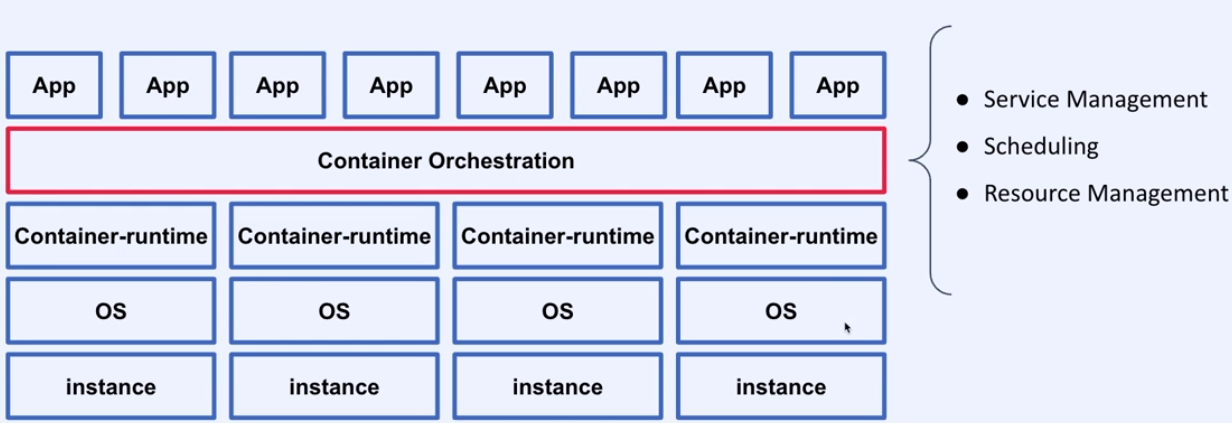 App App App App App App App App
Container Orchestration
Container-runtime Container-runtime Container-runtime Container-runtime
OS OS OS OS
instance instance instance instance
● Service Management
● Scheduling
● Resource Management